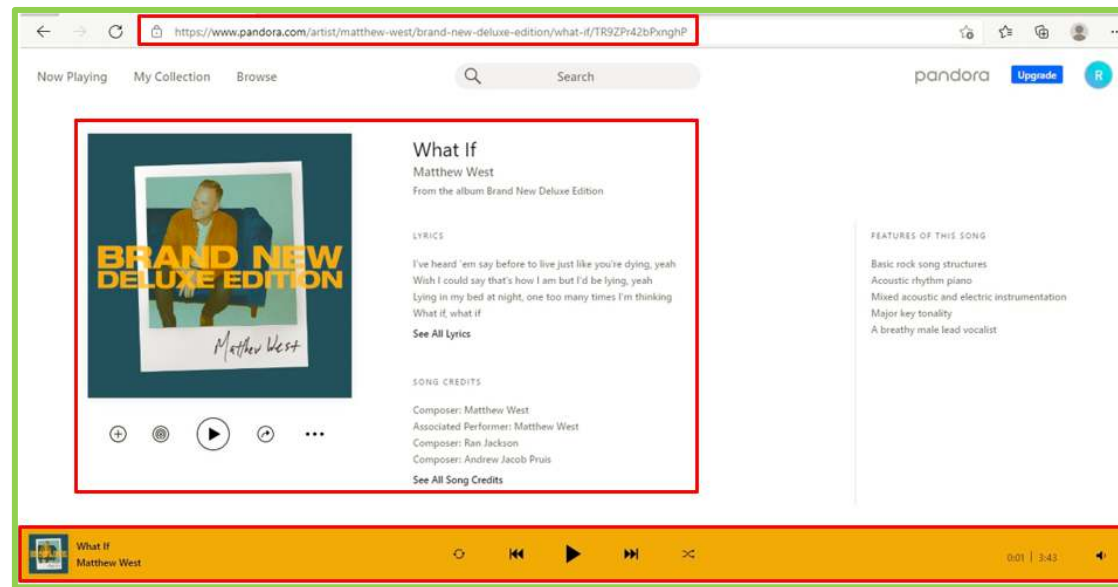 https://www.pandora.com/artist/matthew-west/brand-new-deluxe-edition/what-if/TR9ZPr42bPxnghP
Now Playing
My Collection
Browse
Search
pandora
Upgrade
R
BRAND NEW
DELUXE EDITION
Matthew West
What If
Matthew West
From the album Brand New Deluxe Edition
LYRICS
I've heard 'em say before to live just like you're dying, yeah
Wish I could say that's how I am but I'd be lying, yeah
Lying in my bed at night, one too many times I'm thinking
What if, what if
See All Lyrics
SONG CREDITS
Composer: Matthew West
Associated Performer: Matthew West
Composer: Ran Jackson
Composer: Andrew Jacob Pruis
See All Song Credits
FEATURES OF THIS SONG
Basic rock song structures
Acoustic rhythm piano
Mixed acoustic and electric instrumentation
Major key tonality
A breathy male lead vocalist
What If
Matthew West
0:01 | 3:43